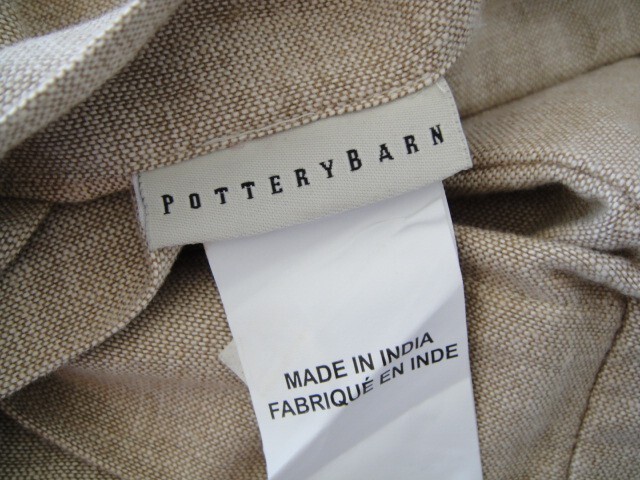 POTTERYBARN
MADE IN INDIA
FABRIQUÉ EN INDE